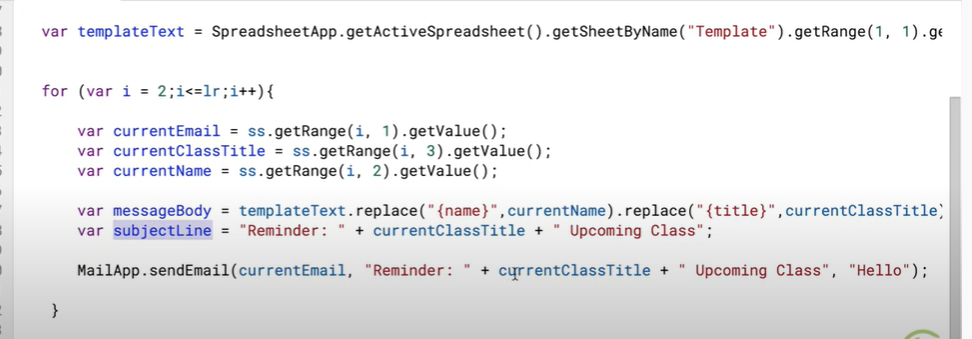 var templateText = SpreadsheetApp.getActiveSpreadsheet().getSheetByName("Template").getRange(1, 1).ge
for (var i = 2;i<=lr;i++){
var currentEmail = ss.getRange(i, 1).getValue();
var currentClassTitle = ss.getRange(i, 3).getValue();
var currentName = ss.getRange(i, 2).getValue();
var messageBody = templateText.replace("{name}",currentName).replace("{title}",currentClassTitle)
var subjectLine = "Reminder: " + currentClassTitle + " Upcoming Class";
MailApp.sendEmail(currentEmail, "Reminder: " + currentClassTitle + " Upcoming Class", "Hello");
}